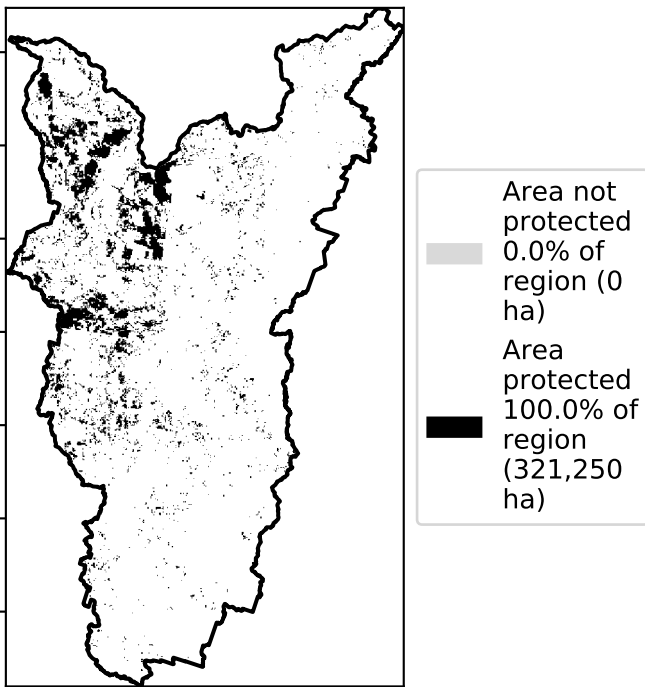 Area not
protected
0.0% of
region (0
ha)
Area
protected
100.0% of
region
(321,250
ha)